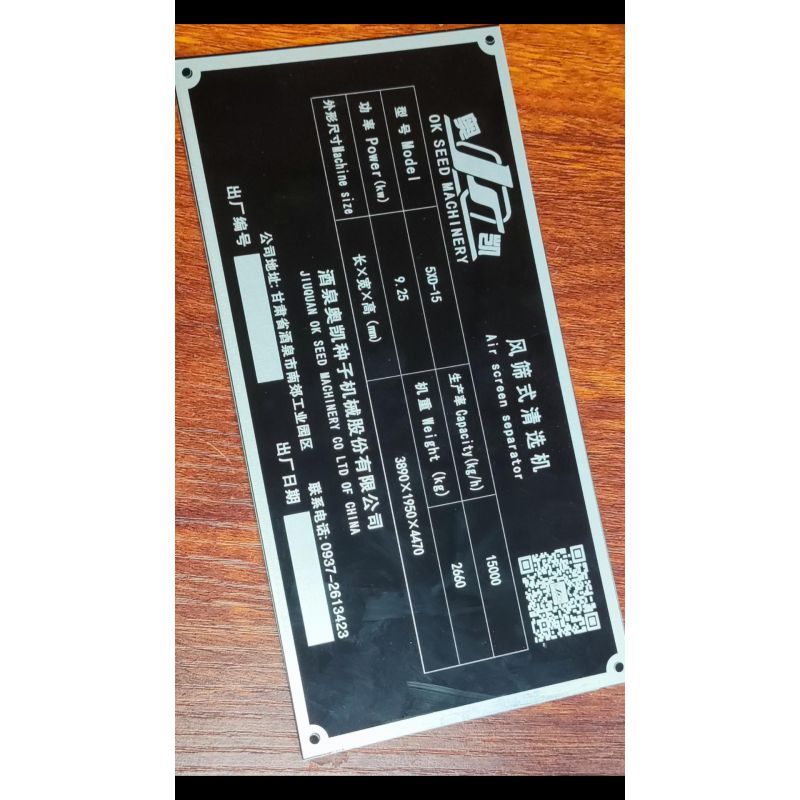 奥凯
OK SEED MACHINERY
风筛式清选机
Air screen separator
型号 Model 5XD-15 生产率 Capacity(kg/h) 15000
功率 Power(kw) 9.25 机重 Weight (kg) 2660
外形尺寸Machine size 长×宽×高(mm) 3890×1950×4470
酒泉奥凯种子机械股份有限公司
JIUQUAN OK SEED MACHINERY CO LTD OF CHINA
公司地址:甘肃省酒泉市南郊工业园区 联系电话:0937-2613423
出厂编号 出厂日期